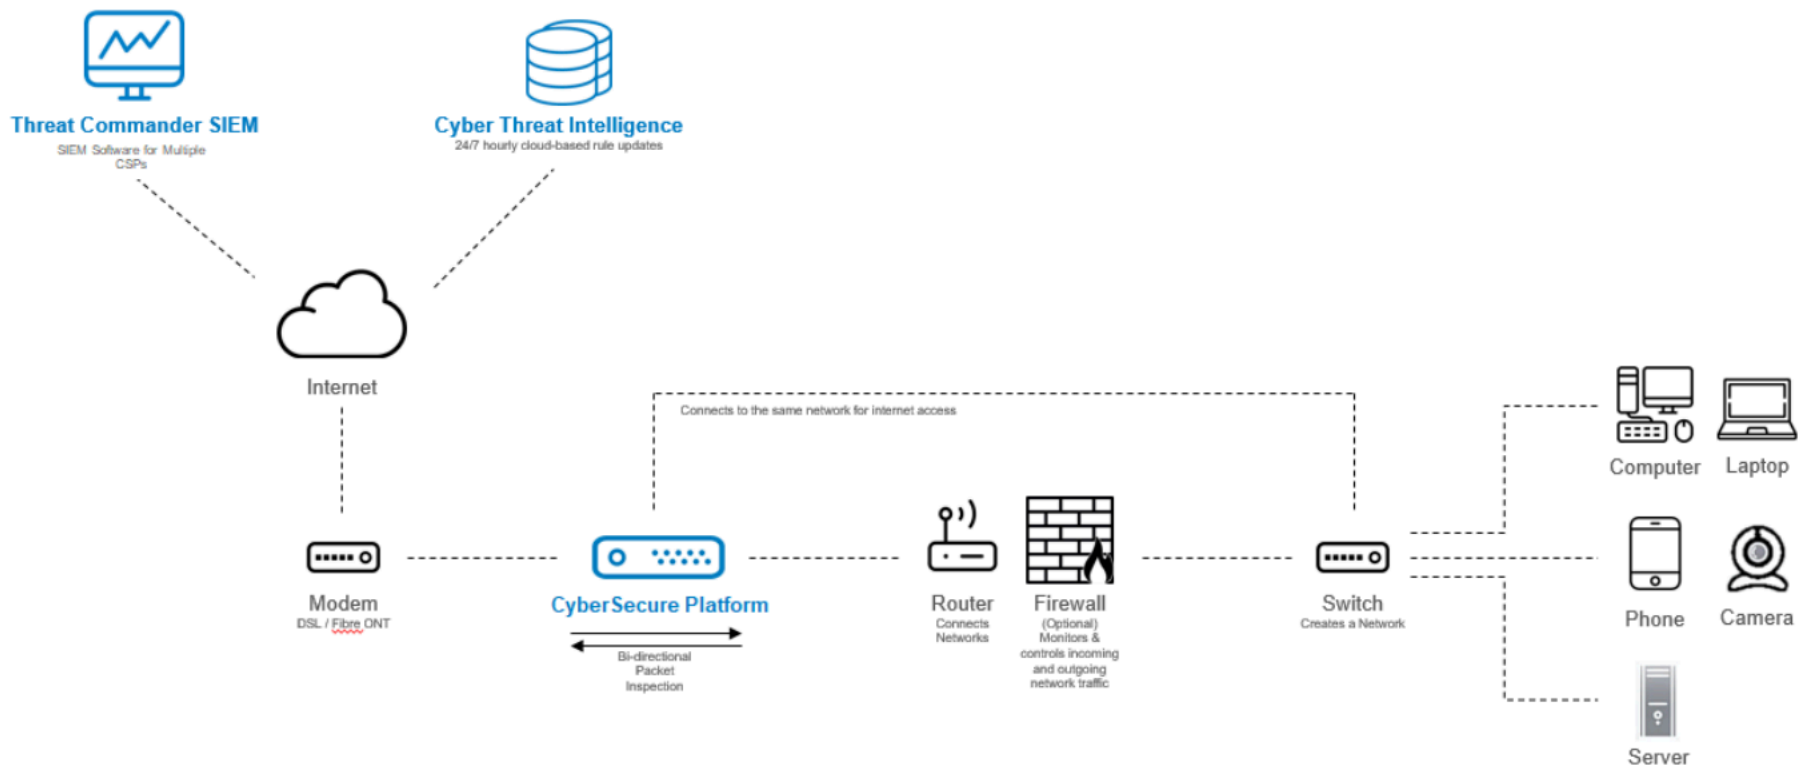 Threat Commander SIEM
SIEM Software for Multiple
CSPs
Cyber Threat Intelligence
24/7 hourly cloud-based rule updates
Internet
Connects to the same network for internet access
Computer
Laptop
Modem
DSL / Fibre ONT
CyberSecure Platform
Bi-directional
Packet
Inspection
Router
Connects
Networks
Firewall
(Optional)
Monitors &
controls incoming
and outgoing
network traffic
Switch
Creates a Network
Phone
Camera
Server